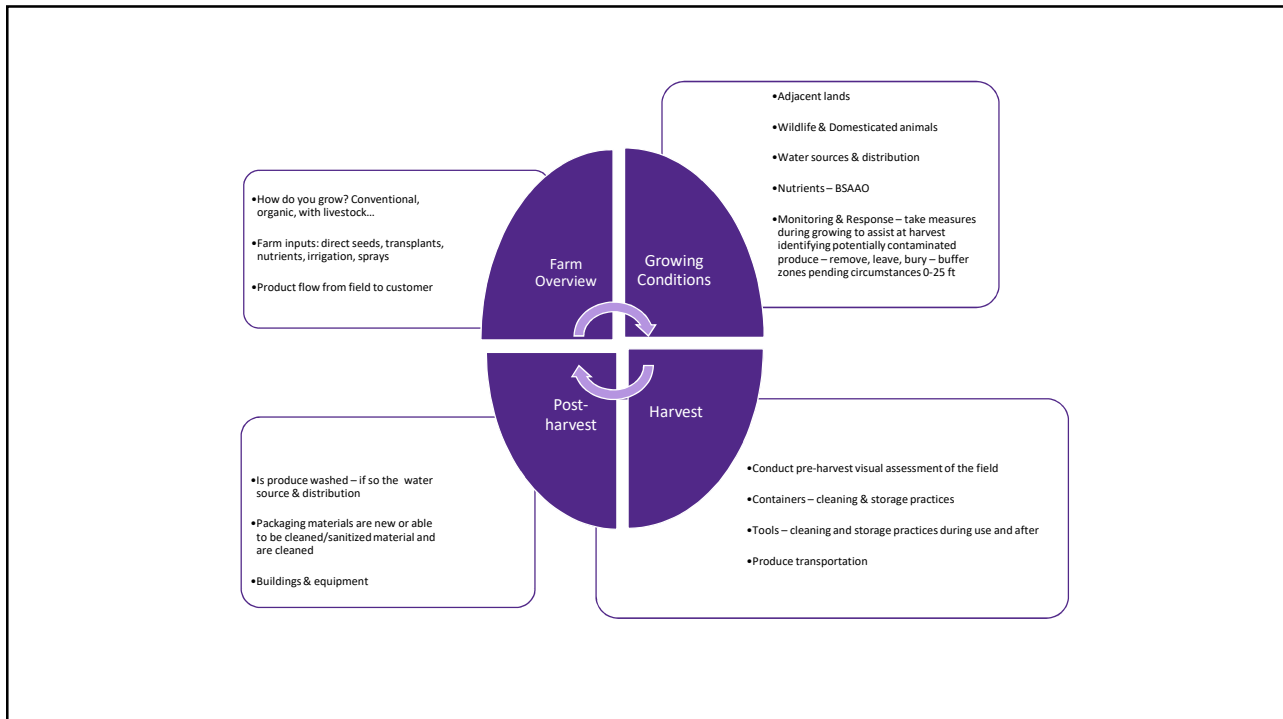 •How do you grow? Conventional,
organic, with livestock…
•Farm inputs: direct seeds, transplants,
nutrients, irrigation, sprays
•Product flow from field to customer
Farm
Overview
Growing
Conditions
•Adjacent lands
•Wildlife & Domesticated animals
•Water sources & distribution
•Nutrients – BSAAO
•Monitoring & Response – take measures
during growing to assist at harvest
identifying potentially contaminated
produce – remove, leave, bury – buffer
zones pending circumstances 0-25 ft
Post-
harvest
Harvest
•Is produce washed – if so the water
source & distribution
•Packaging materials are new or able
to be cleaned/sanitized material and
are cleaned
•Buildings & equipment
•Conduct pre-harvest visual assessment of the field
•Containers – cleaning & storage practices
•Tools – cleaning and storage practices during use and after
•Produce transportation